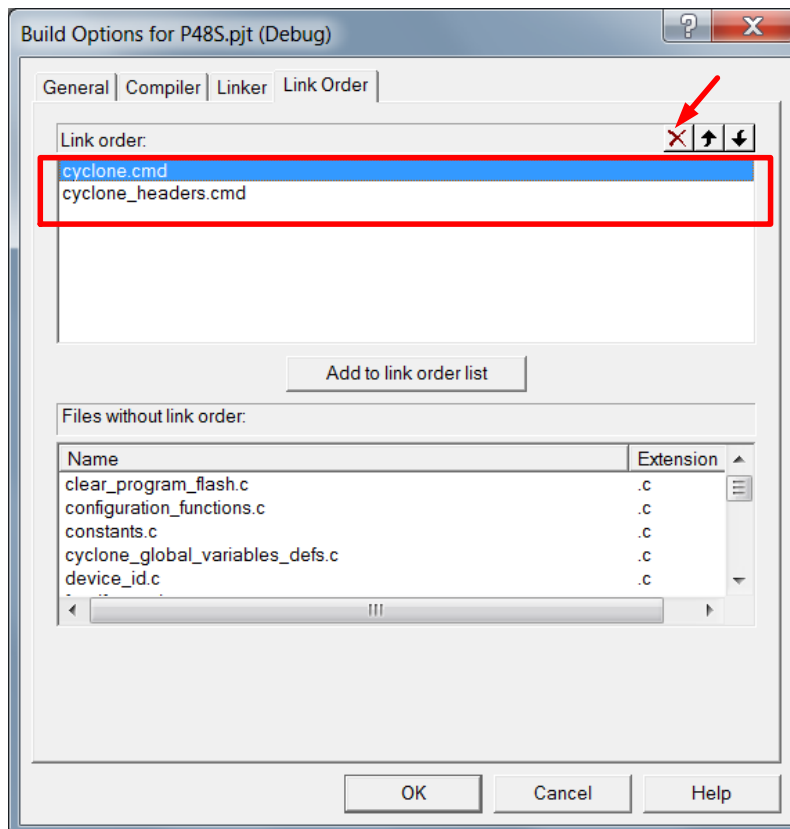 Build Options for P48S.pjt (Debug)
General Compiler Linker Link Order
Link order:
cyclone.cmd
cyclone_headers.cmd
Add to link order list
Files without link order:
Name Extension
clear_program_flash.c .c
configuration_functions.c .c
constants.c .c
cyclone_global_variables_defs.c .c
device_id.c .c
OK Cancel Help